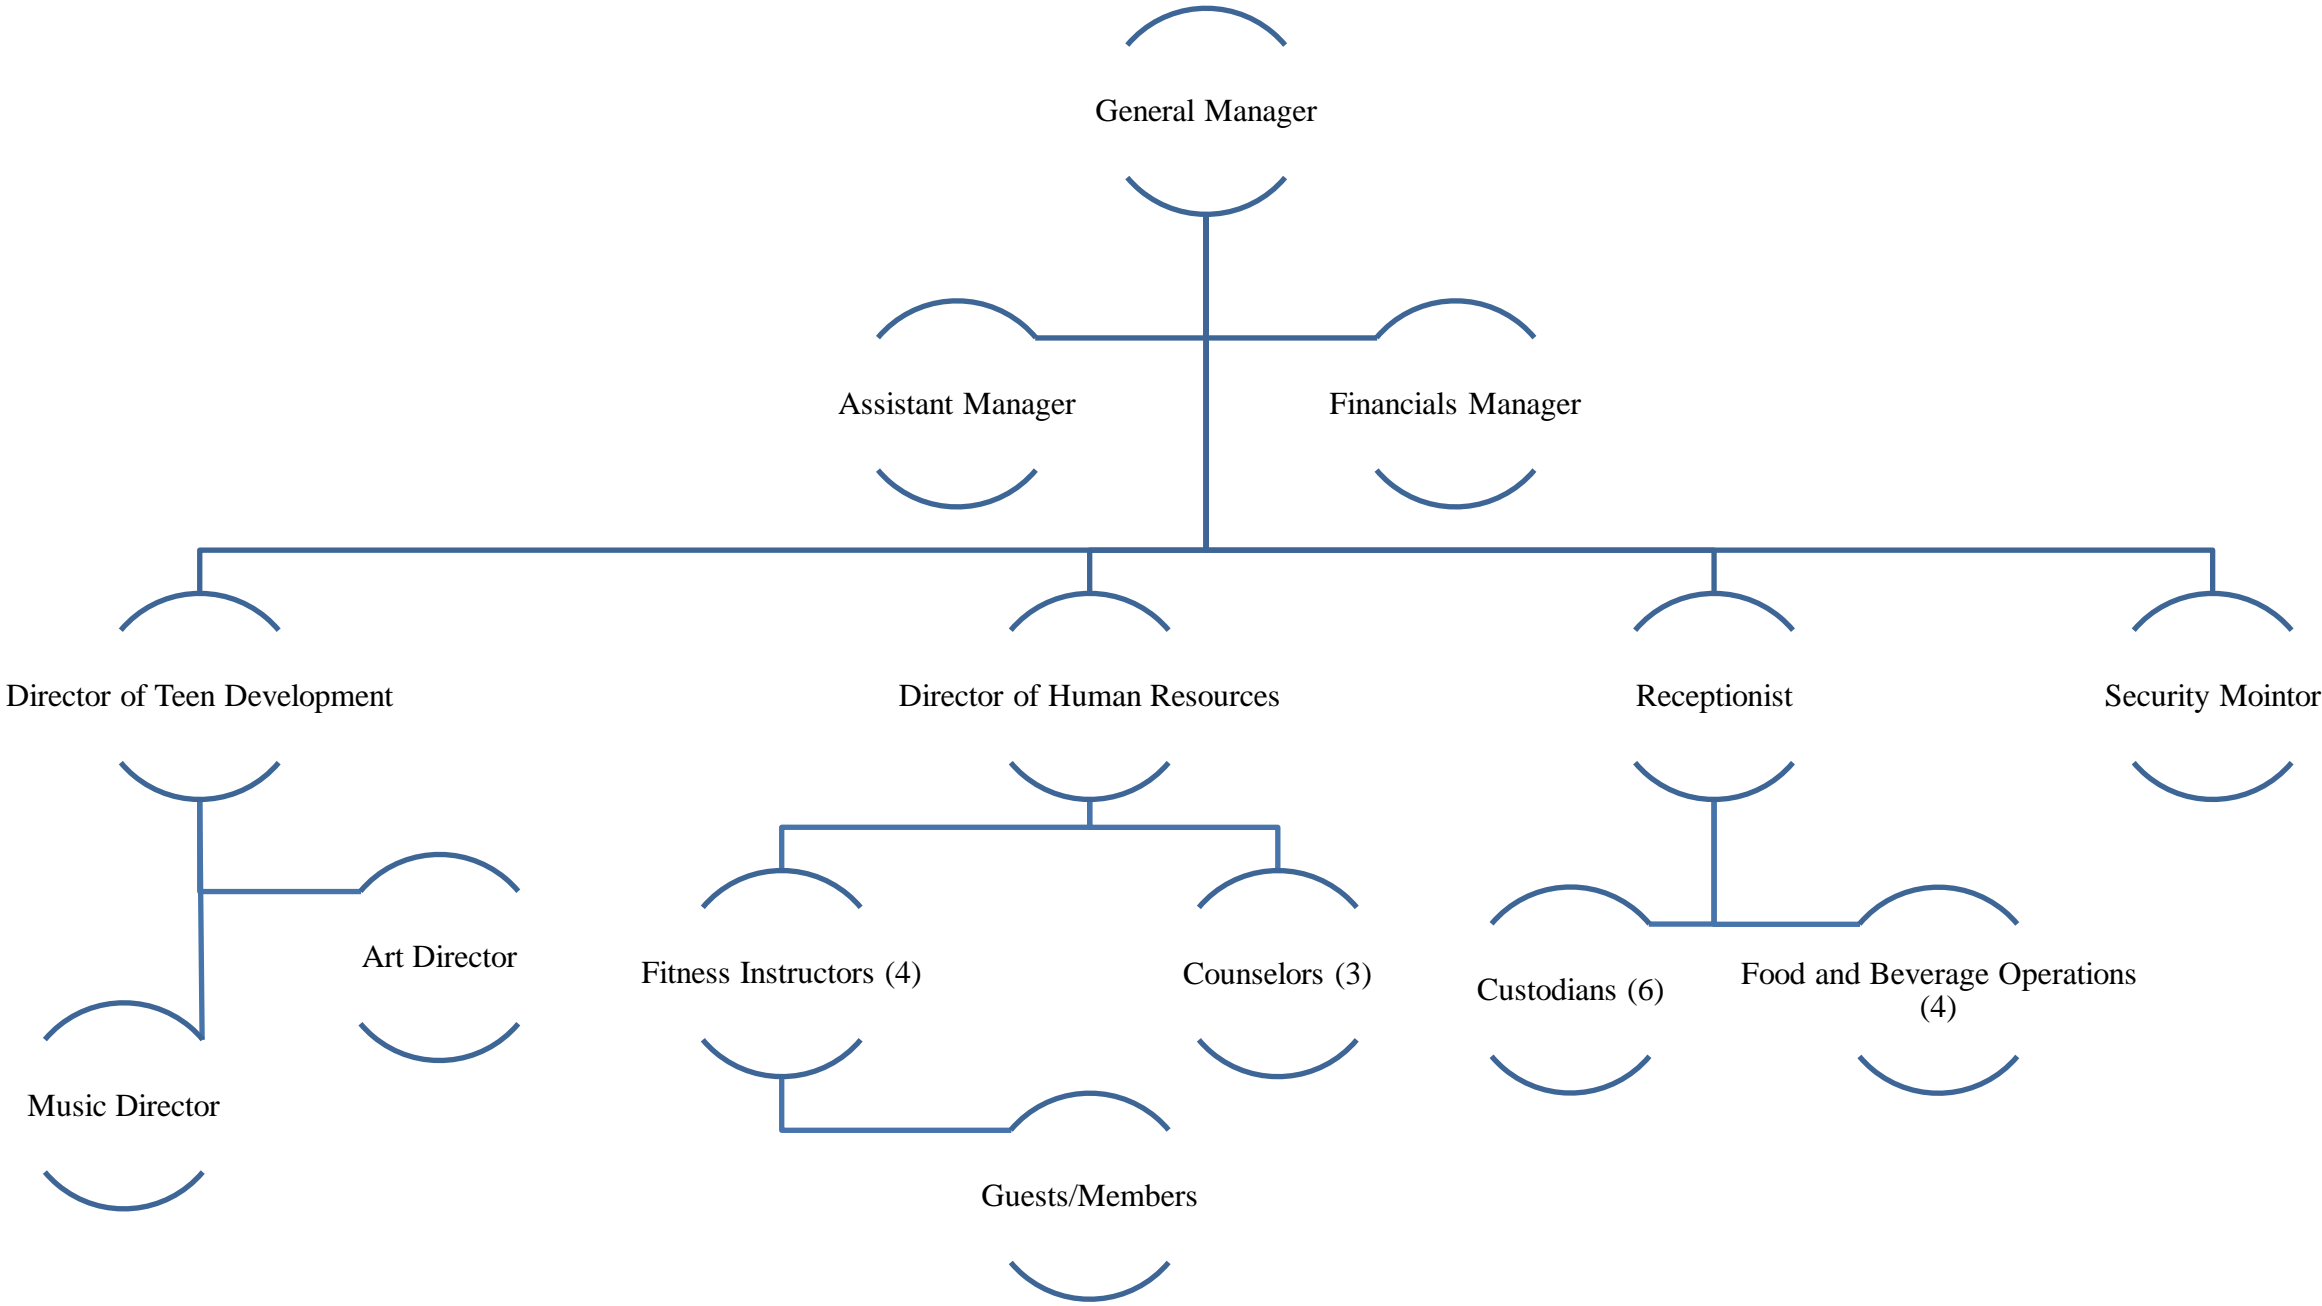 General Manager
Assistant Manager
Financials Manager
Director of Teen Development
Director of Human Resources
Receptionist
Security Mointor
Art Director
Fitness Instructors (4)
Counselors (3)
Custodians (6)
Food and Beverage Operations
(4)
Music Director
Guests/Members